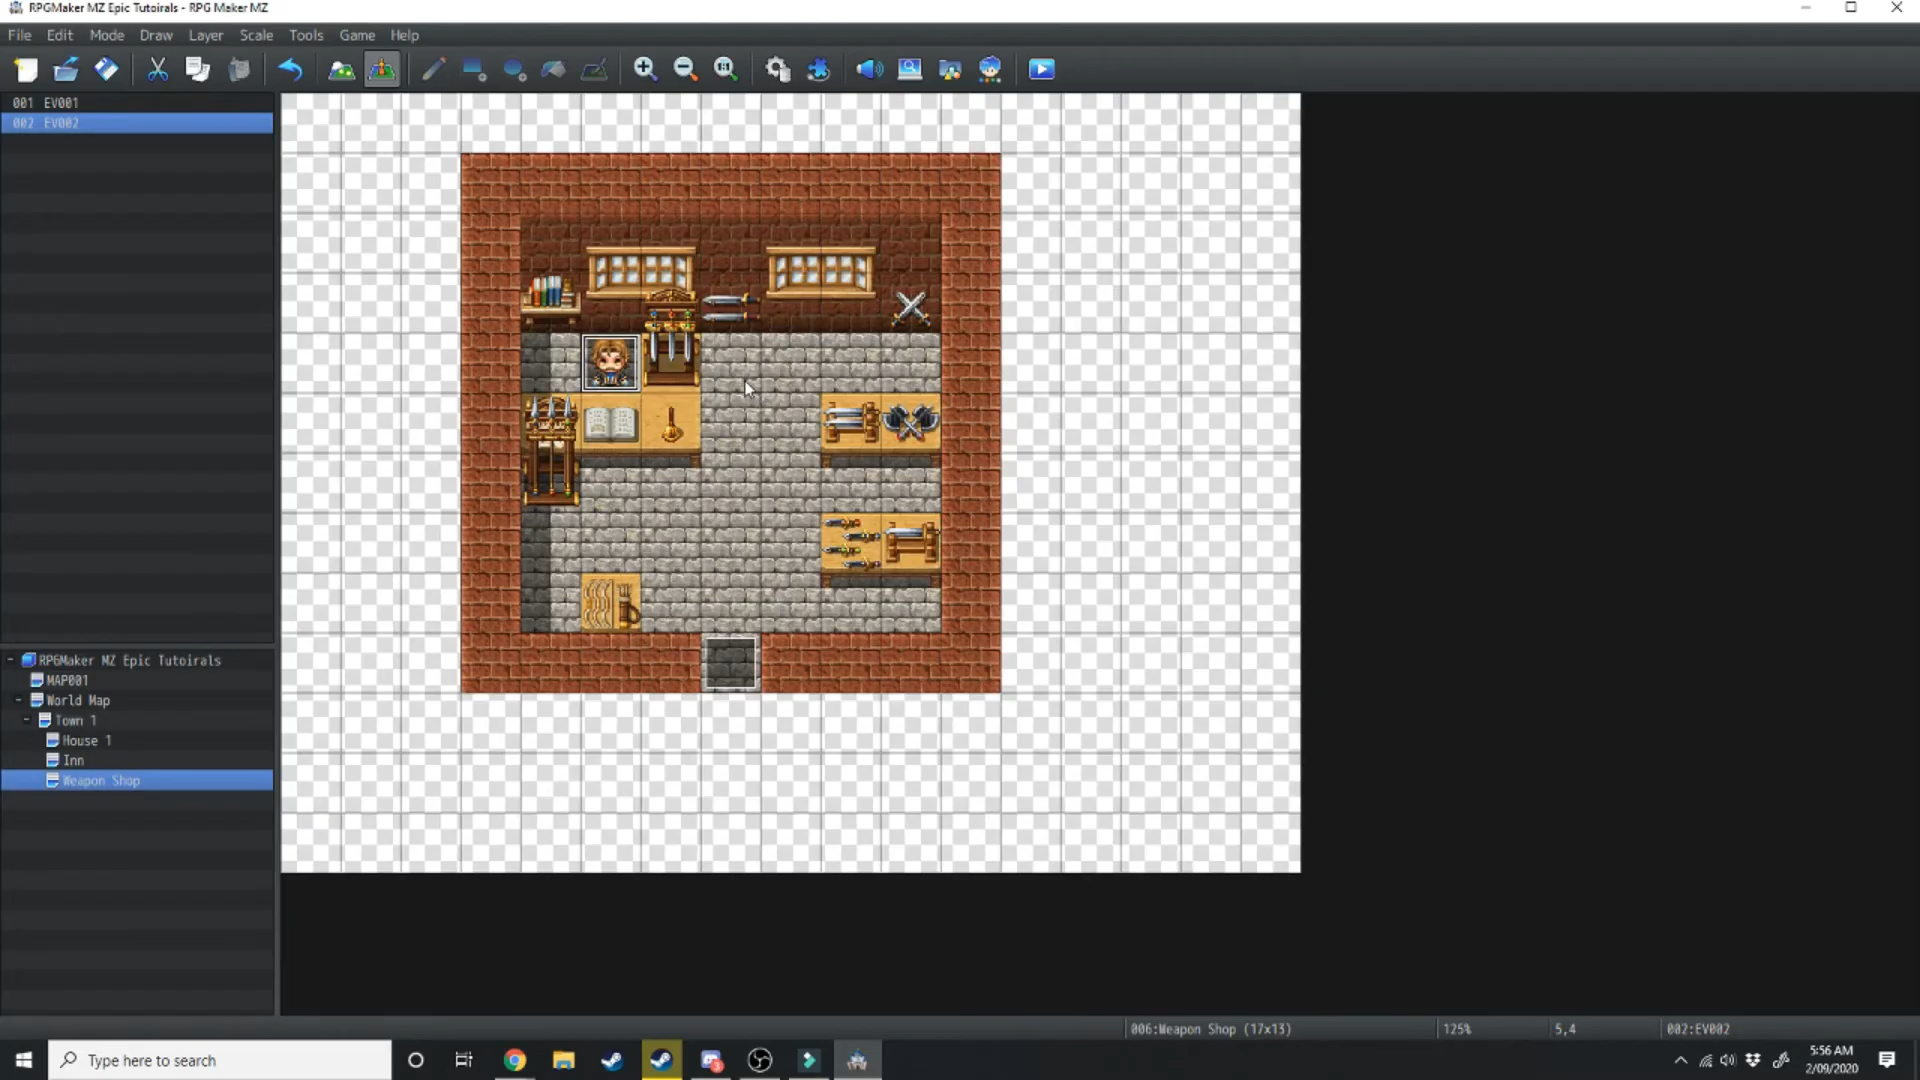 RPGMaker MZ Epic Tutoirals - RPG Maker MZ
File Edit Mode Draw Layer Scale Tools Game Help
001 EV001
002 EV002
RPGMaker MZ Epic Tutoirals
MAP001
World Map
Town 1
House 1
Inn
Weapon Shop
006:Weapon Shop (17x13) 125% 5,4 002:EV002
Type here to search
3
5:56 AM
2/09/2020